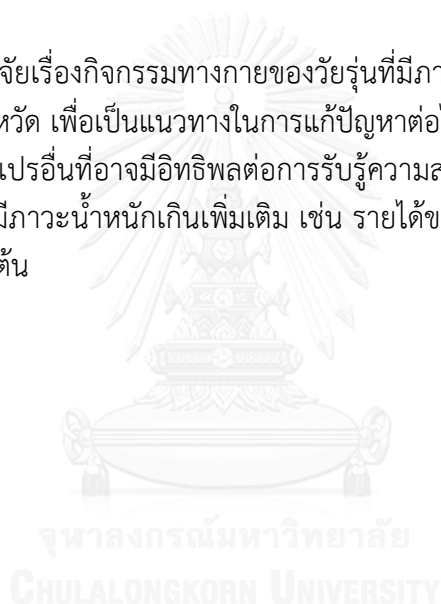 จัยเรื่องกิจกรรมทางกายของวัยรุ่นที่มีภา
หวัด เพื่อเป็นแนวทางในการแก้ปัญหาต่อ
แปรอื่นที่อาจมีอิทธิพลต่อการรับรู้ความส
มีภาวะน้ำหนักเกินเพิ่มเติม เช่น รายได้ข
ต้น
จุฬาลงกรณ์มหาวิทยาลัย
CHULALONGKORN UNIVERSITY